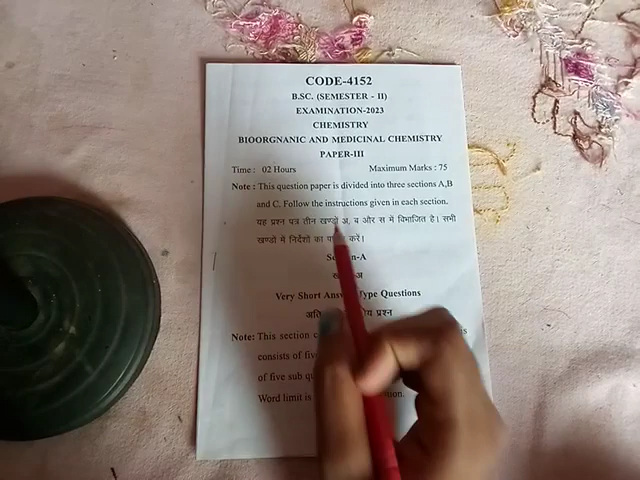 CODE-4152
B.SC. (SEMESTER - II)
EXAMINATION-2023
CHEMISTRY
BIOORGNANIC AND MEDICINAL CHEMISTRY
PAPER-III
Time : 02 Hours Maximum Marks : 75
Note : This question paper is divided into three sections A,B
and C. Follow the instructions given in each section.
यह प्रश्न पत्र तीन खण्डों अ, ब और स में विभाजित है। सभी
खण्डों में निर्देशों का करें।
-A
अ
Very Short Type Questions
प्रश्न
Note: This section
consists of five
of five sub
Word limit is